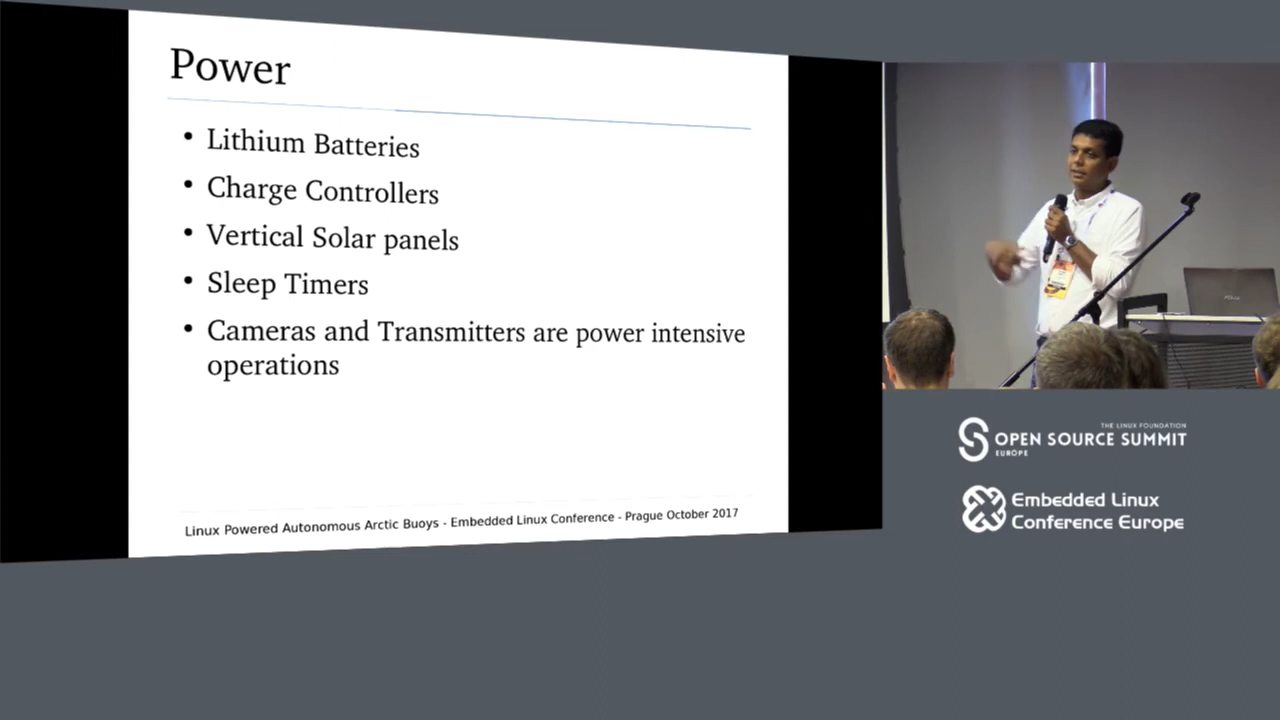 Power
• Lithium Batteries
• Charge Controllers
• Vertical Solar panels
• Sleep Timers
• Cameras and Transmitters are power intensive
operations
Linux Powered Autonomous Arctic Buoys - Embedded Linux Conference - Prague October 2017
THE LINUX FOUNDATION
OPEN SOURCE SUMMIT
EUROPE
Embedded Linux
Conference Europe